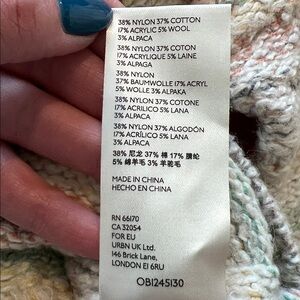 38% NYLON 37% COTTON
17% ACRYLIC 5% WOOL
3% ALPACA
38% NYLON 37% COTON
17% ACRYLIQUE 5% LAINE
3% ALPAGA
38% NYLON
37% BAUMWOLLE 17% ACRYL
5% WOLLE 3% ALPAKA
38% NYLON 37% COTONE
17% ACRILICO 5% LANA
3% ALPACA
38% NYLON 37% ALGODÓN
17% ACRÍLICO 5% LANA
3% ALPACA
38% 尼龙 37% 棉 17% 腈纶
5% 绵羊毛 3% 羊驼毛
MADE IN CHINA
HECHO EN CHINA
RN 66170
CA 32054
FOR EU
URBN UK Ltd.
146 Brick Lane,
LONDON E1 6RU
OB1245130